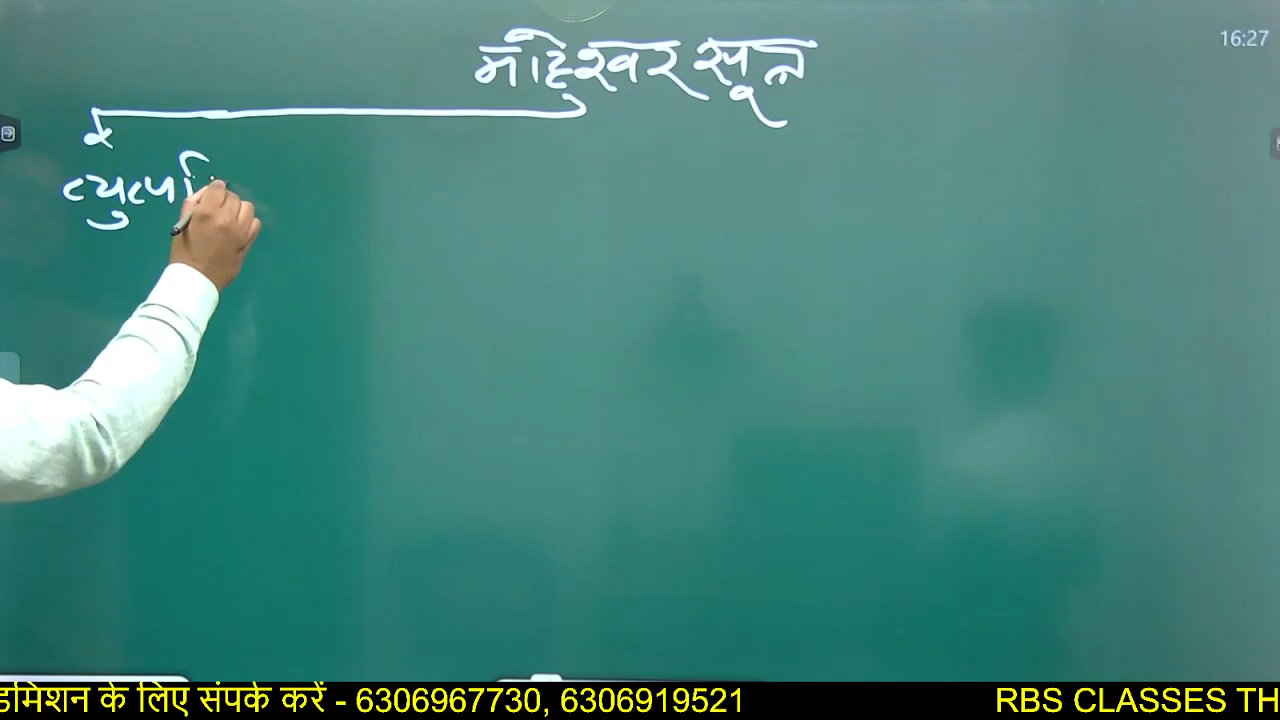 माहेश्वर सूत्र
16:27
डमिशन के लिए संपर्क करें - 6306967730, 6306919521 RBS CLASSES TH